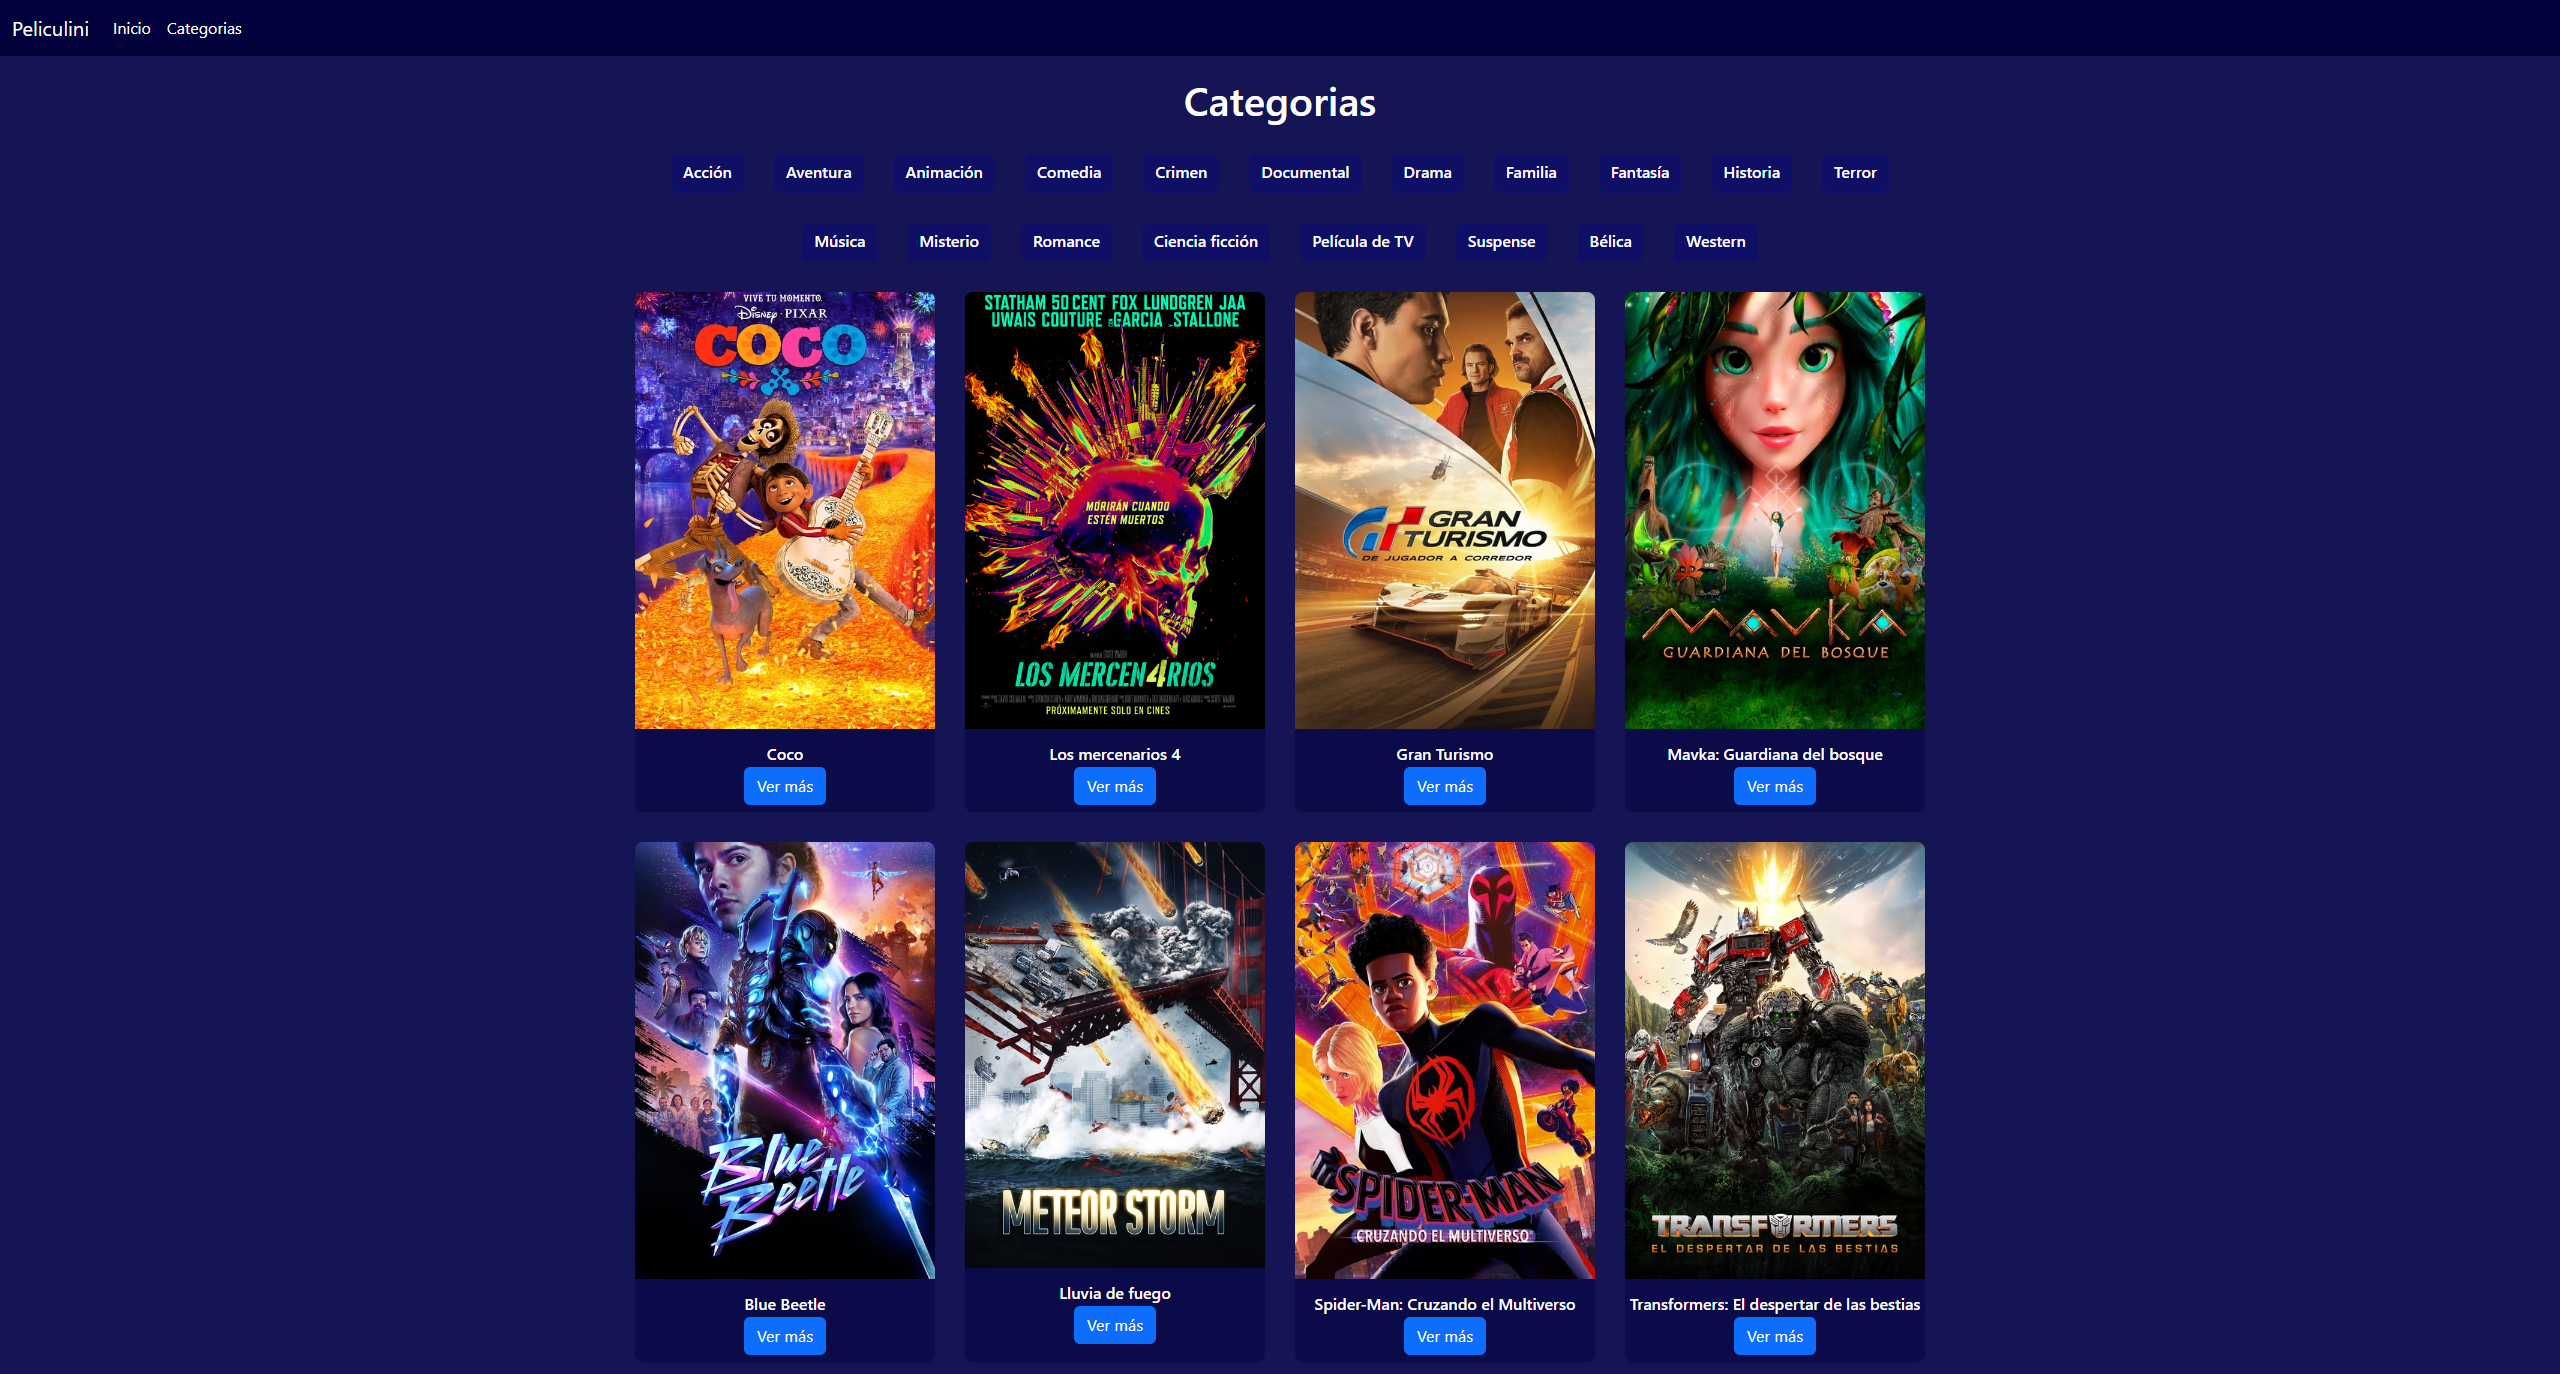 Peliculini Inicio Categorias
Categorias
Acción Aventura Animación Comedia Crimen Documental Drama Familia Fantasía Historia Terror
Música Misterio Romance Ciencia ficción Película de TV Suspense Bélica Western
VIVE TU MOMENTO.
Disney · PIXAR
COCO
STATHAM 50 CENT FOX LUNDGREN JAA
UWAIS COUTURE & GARCIA STALLONE
MORIRÁN CUANDO
ESTÉN MUERTOS
LOS MERCEN4RIOS
PRÓXIMAMENTE SOLO EN CINES
GRAN
TURISMO
DE JUGADOR A CORREDOR
MAVKA
GUARDIANA DEL BOSQUE
Coco
Ver más
Los mercenarios 4
Ver más
Gran Turismo
Ver más
Mavka: Guardiana del bosque
Ver más
Blue
Beetle
METEOR STORM
SPIDER-MAN
CRUZANDO EL MULTIVERSO
TRANSFORMERS
EL DESPERTAR DE LAS BESTIAS
Blue Beetle
Ver más
Lluvia de fuego
Ver más
Spider-Man: Cruzando el Multiverso
Ver más
Transformers: El despertar de las bestias
Ver más